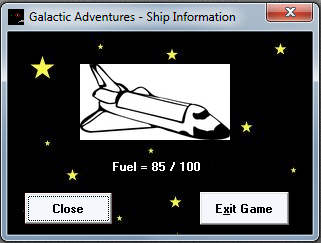 Galactic Adventures - Ship Information
Fuel = 85 / 100
Close
Exit Game